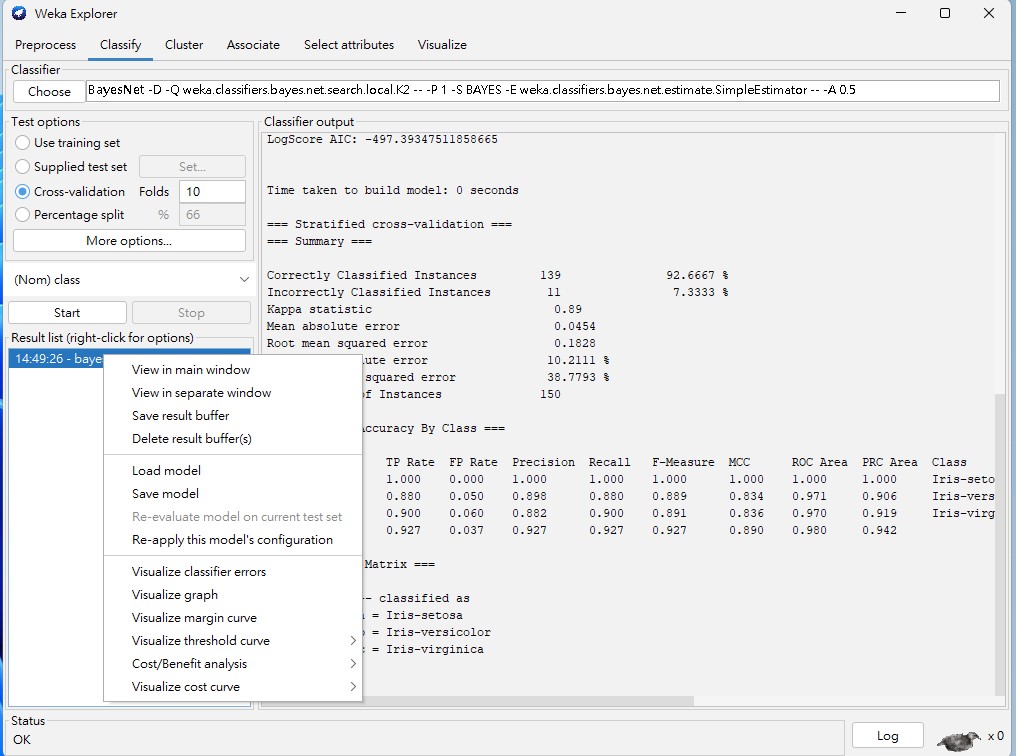 Weka Explorer
Preprocess Classify Cluster Associate Select attributes Visualize
Classifier
Choose BayesNet -D -Q weka.classifiers.bayes.net.search.local.K2 -- -P 1 -S BAYES -E weka.classifiers.bayes.net.estimate.SimpleEstimator -- -A 0.5
Test options
Use training set
Supplied test set Set...
Cross-validation Folds 10
Percentage split % 66
More options...
(Nom) class
Start Stop
Result list (right-click for options)
14:49:26 - baye
View in main window
View in separate window
Save result buffer
Delete result buffer(s)
Load model
Save model
Re-evaluate model on current test set
Re-apply this model's configuration
Visualize classifier errors
Visualize graph
Visualize margin curve
Visualize threshold curve
Cost/Benefit analysis
Visualize cost curve
Classifier output
LogScore AIC: -497.39347511858665
Time taken to build model: 0 seconds
=== Stratified cross-validation ===
=== Summary ===
Correctly Classified Instances 139 92.6667 %
Incorrectly Classified Instances 11 7.3333 %
Kappa statistic 0.89
Mean absolute error 0.0454
Root mean squared error 0.1828
lute error 10.2111 %
squared error 38.7793 %
f Instances 150
Accuracy By Class ===
TP Rate FP Rate Precision Recall F-Measure MCC ROC Area PRC Area Class
1.000 0.000 1.000 1.000 1.000 1.000 1.000 1.000 Iris-seto
0.880 0.050 0.898 0.880 0.889 0.834 0.971 0.906 Iris-vers
0.900 0.060 0.882 0.900 0.891 0.836 0.970 0.919 Iris-virg
0.927 0.037 0.927 0.927 0.927 0.890 0.980 0.942
Matrix ===
-- classified as
= Iris-setosa
= Iris-versicolor
= Iris-virginica
Status
OK
Log x 0